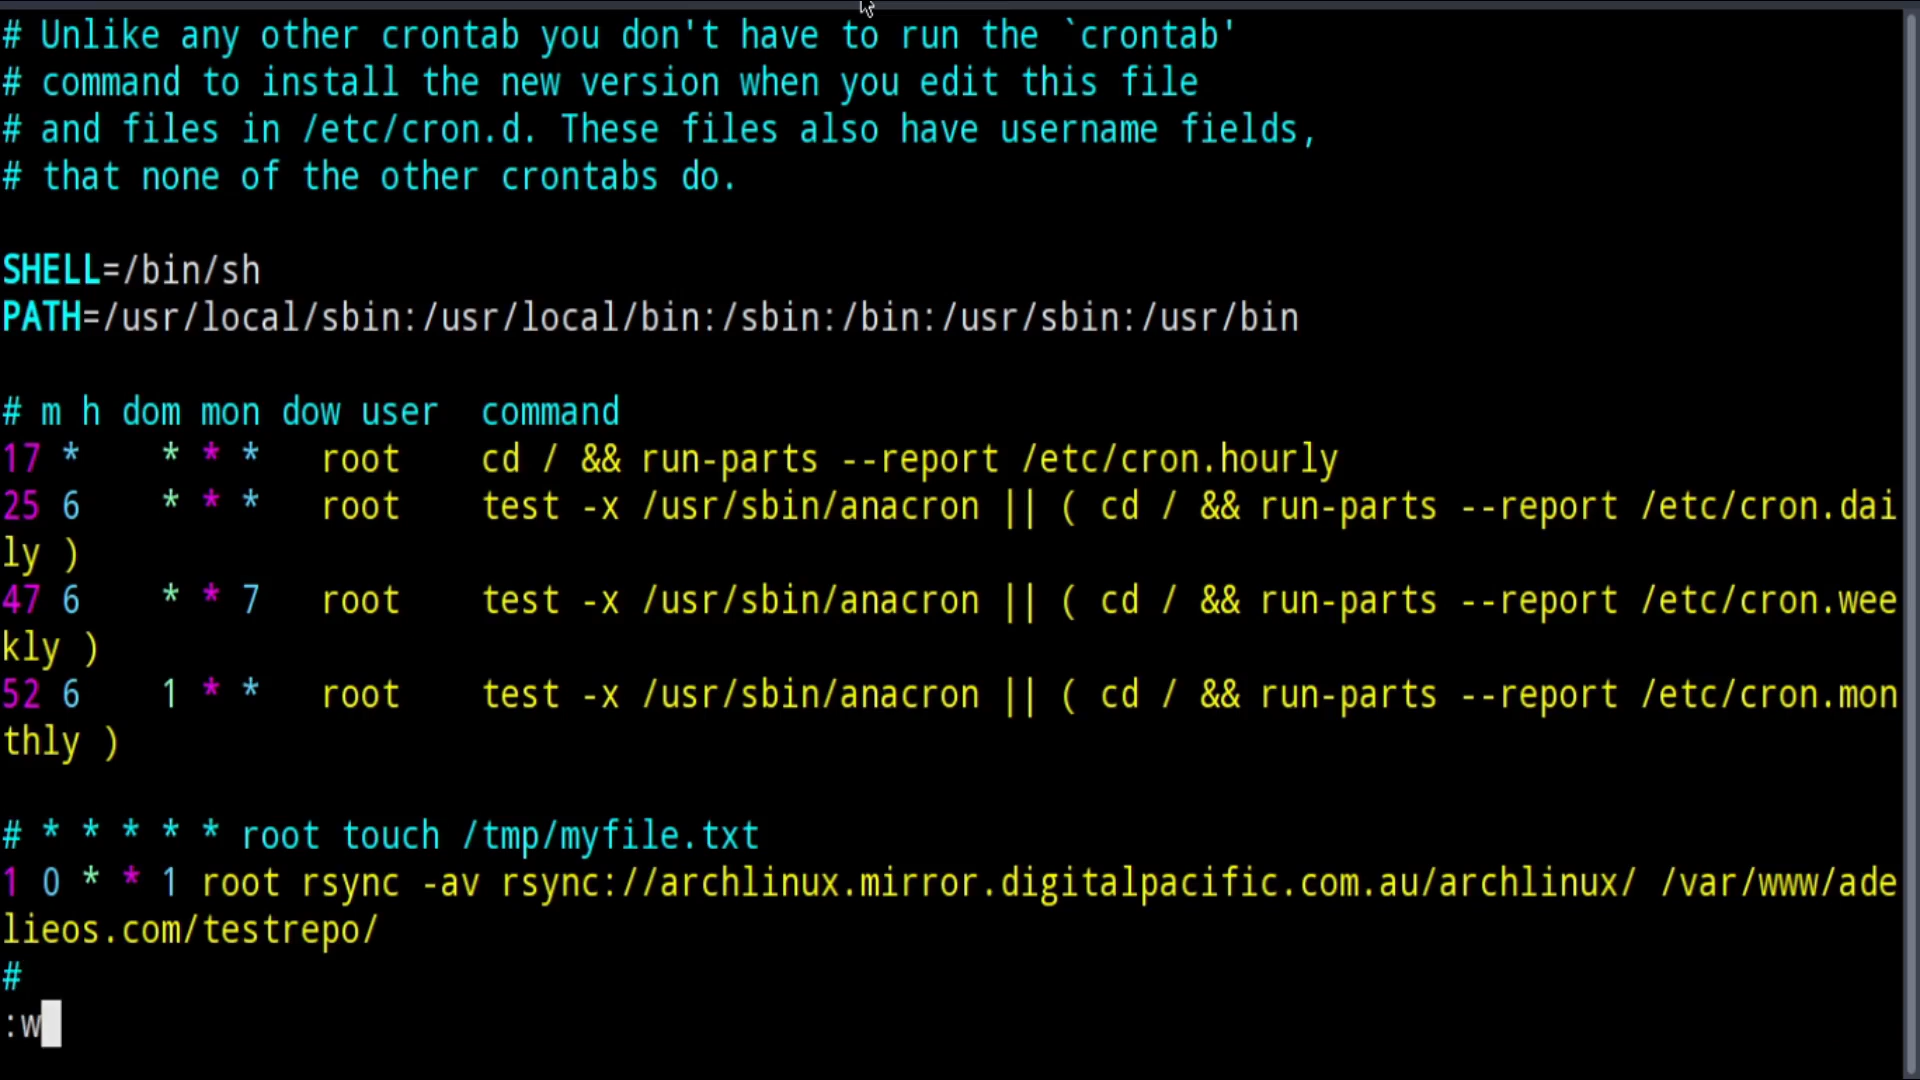 # Unlike any other crontab you don't have to run the `crontab'
# command to install the new version when you edit this file
# and files in /etc/cron.d. These files also have username fields,
# that none of the other crontabs do.
SHELL=/bin/sh
PATH=/usr/local/sbin:/usr/local/bin:/sbin:/bin:/usr/sbin:/usr/bin
# m h dom mon dow user  command
17 *    * * *   root    cd / && run-parts --report /etc/cron.hourly
25 6    * * *   root    test -x /usr/sbin/anacron || ( cd / && run-parts --report /etc/cron.dai
ly )
47 6    * * 7   root    test -x /usr/sbin/anacron || ( cd / && run-parts --report /etc/cron.wee
kly )
52 6    1 * *   root    test -x /usr/sbin/anacron || ( cd / && run-parts --report /etc/cron.mon
thly )
# * * * * * root touch /tmp/myfile.txt
1 0 * * 1 root rsync -av rsync://archlinux.mirror.digitalpacific.com.au/archlinux/ /var/www/ade
lieos.com/testrepo/
#
:w